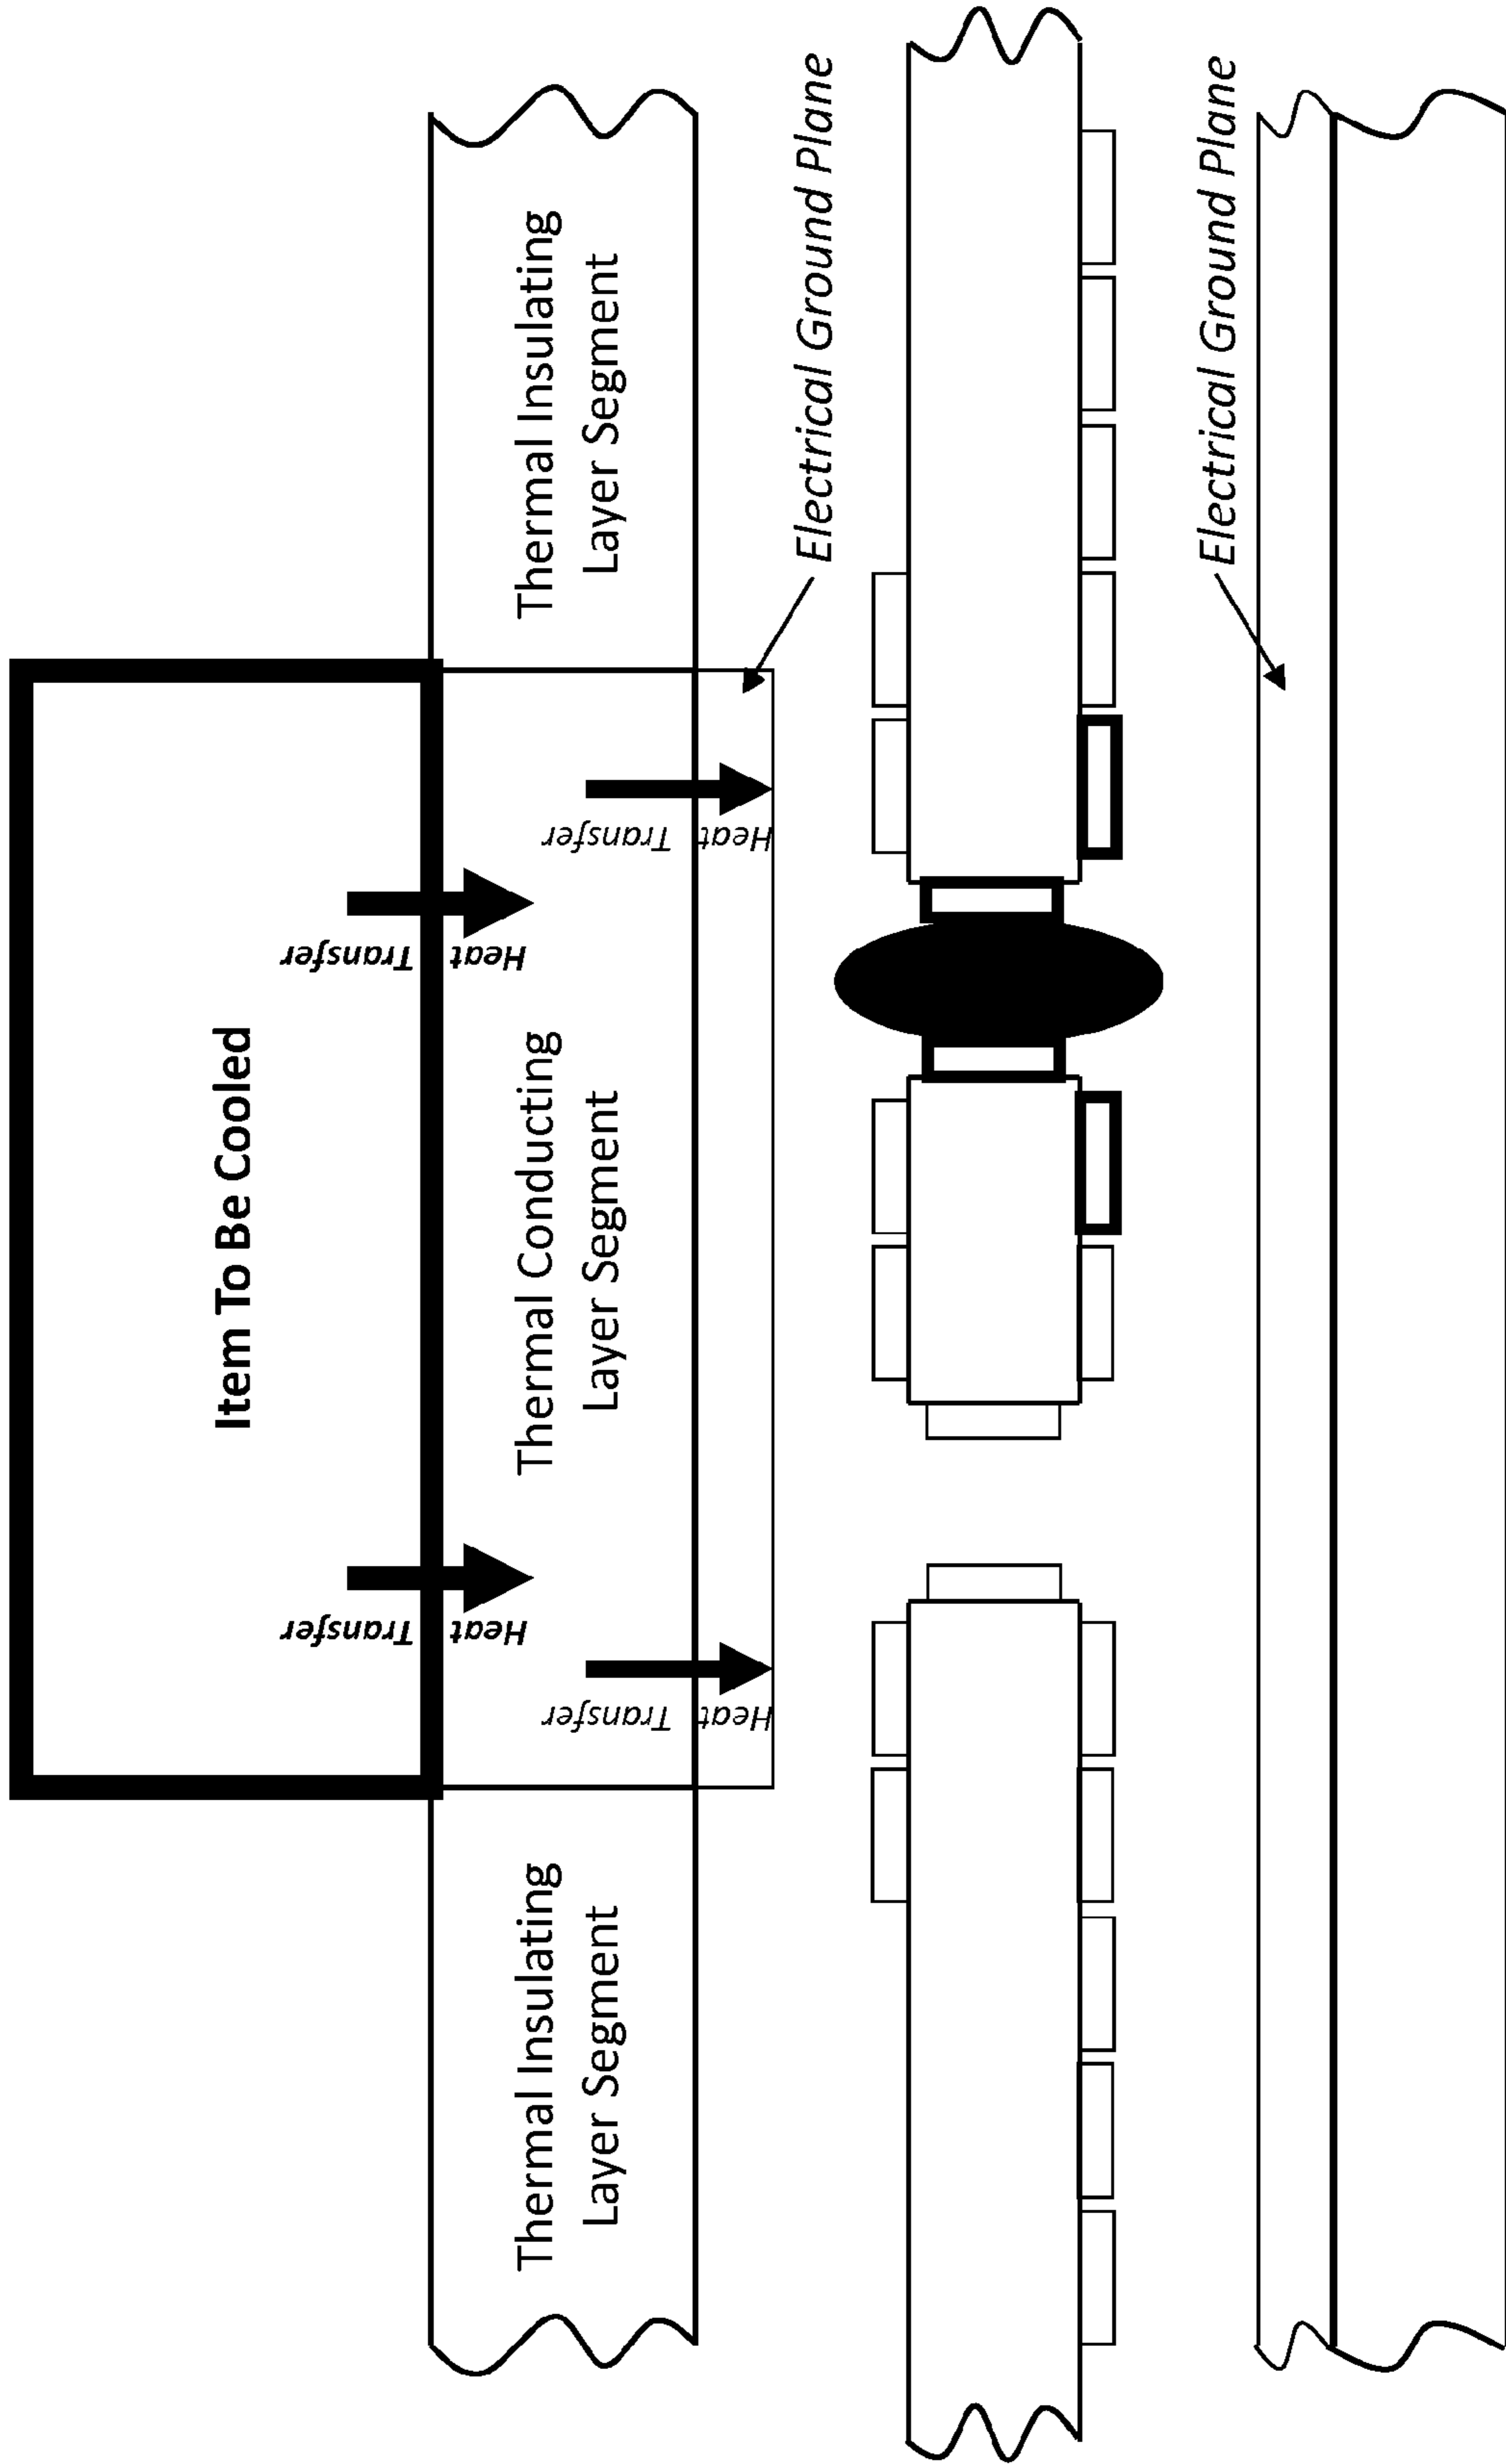 Item To Be Cooled
Heat Transfer
Heat Transfer
Thermal Insulating
Layer Segment
Thermal Conducting
Layer Segment
Thermal Insulating
Layer Segment
Heat Transfer
Heat Transfer
Electrical Ground Plane
Electrical Ground Plane